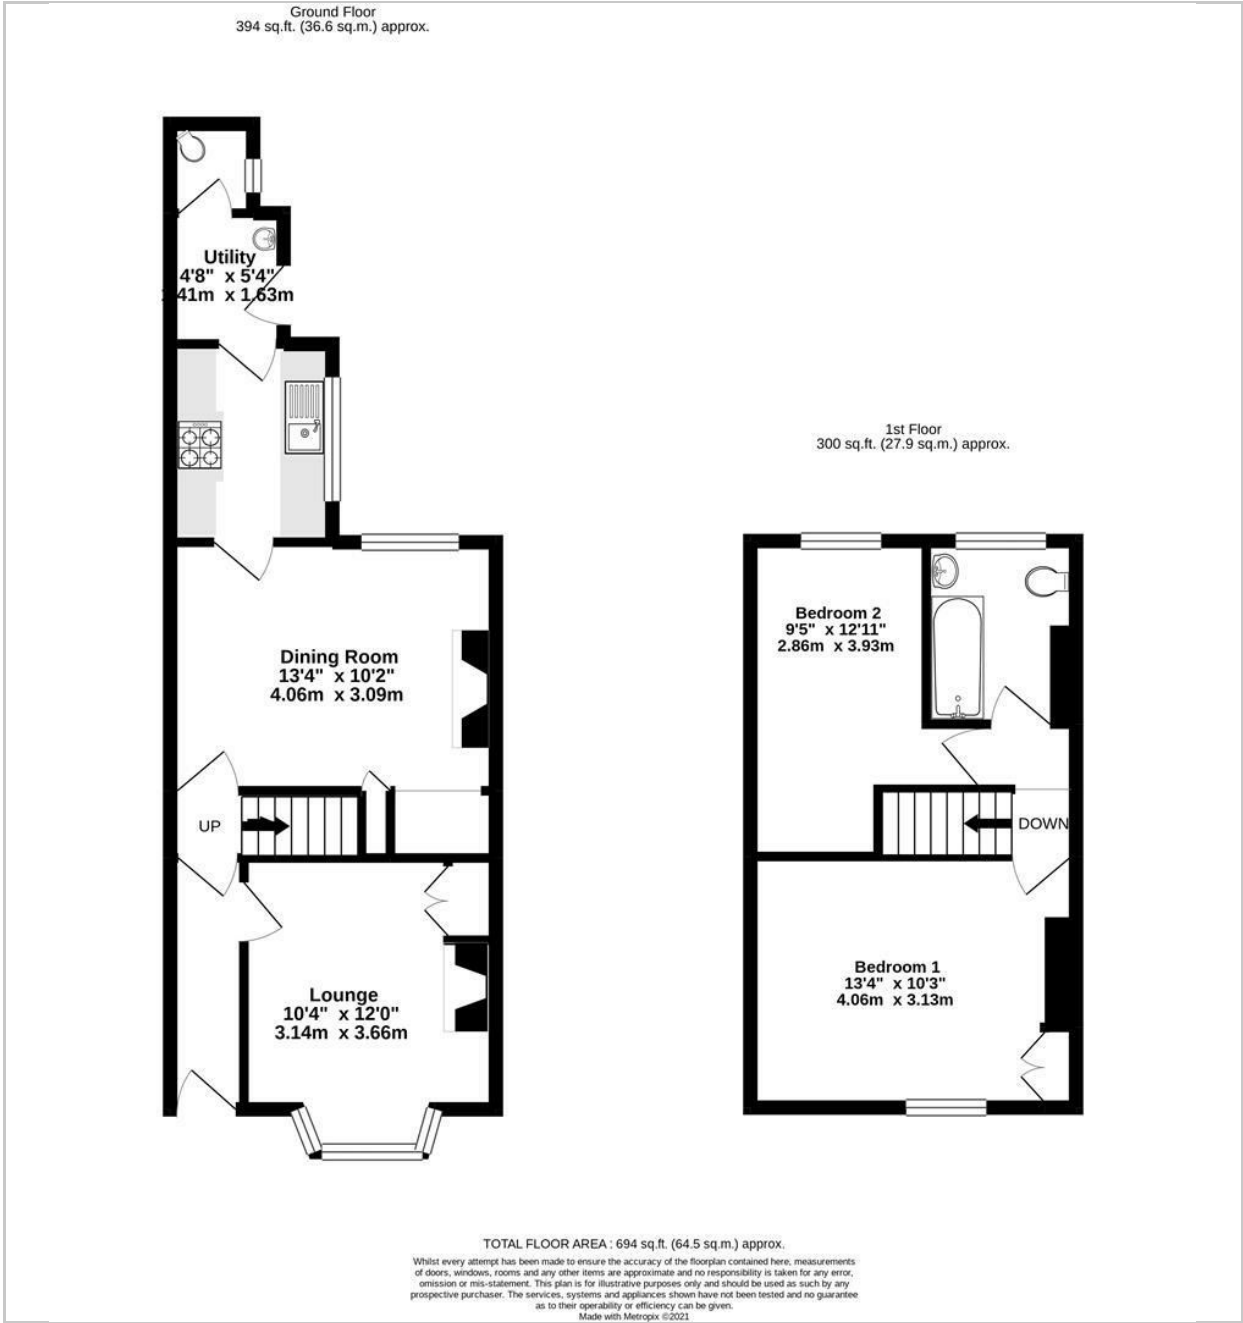 Ground Floor
394 sq.ft. (36.6 sq.m.) approx.
Utility
4'8" x 5'4"
.41m x 1.63m
1st Floor
300 sq.ft. (27.9 sq.m.) approx.
Bedroom 2
9'5" x 12'11"
2.86m x 3.93m
Dining Room
13'4" x 10'2"
4.06m x 3.09m
UP
DOWN
Lounge
10'4" x 12'0"
3.14m x 3.66m
Bedroom 1
13'4" x 10'3"
4.06m x 3.13m
TOTAL FLOOR AREA : 694 sq.ft. (64.5 sq.m.) approx.
Whilst every attempt has been made to ensure the accuracy of the floorplan contained here, measurements
of doors, windows, rooms and any other items are approximate and no responsibility is taken for any error,
omission or mis-statement. This plan is for illustrative purposes only and should be used as such by any
prospective purchaser. The services, systems and appliances shown have not been tested and no guarantee
as to their operability or efficiency can be given.
Made with Metropix ©2021